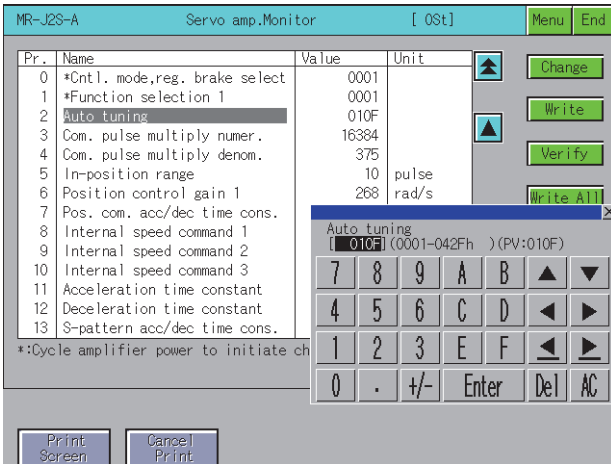 MR-J2S-A Servo amp.Monitor [ 0St] Menu End
Pr. Name Value Unit
0 *Cntl. mode,reg. brake select 0001
1 *Function selection 1 0001
2 Auto tuning 010F
3 Com. pulse multiply numer. 16384
4 Com. pulse multiply denom. 375
5 In-position range 10 pulse
6 Position control gain 1 268 rad/s
7 Pos. com. acc/dec time cons.
8 Internal speed command 1
9 Internal speed command 2
10 Internal speed command 3
11 Acceleration time constant
12 Deceleration time constant
13 S-pattern acc/dec time cons.
*:Cycle amplifier power to initiate ch
Change
Write
Verify
Write All
Auto tuning
[ 010F](0001-042Fh )(PV:010F)
7 8 9 A B ▲ ▼
4 5 6 C D ◀ ▶
1 2 3 E F ◀ ▶
0 . +/- Enter Del AC
Print
Screen
Cancel
Print